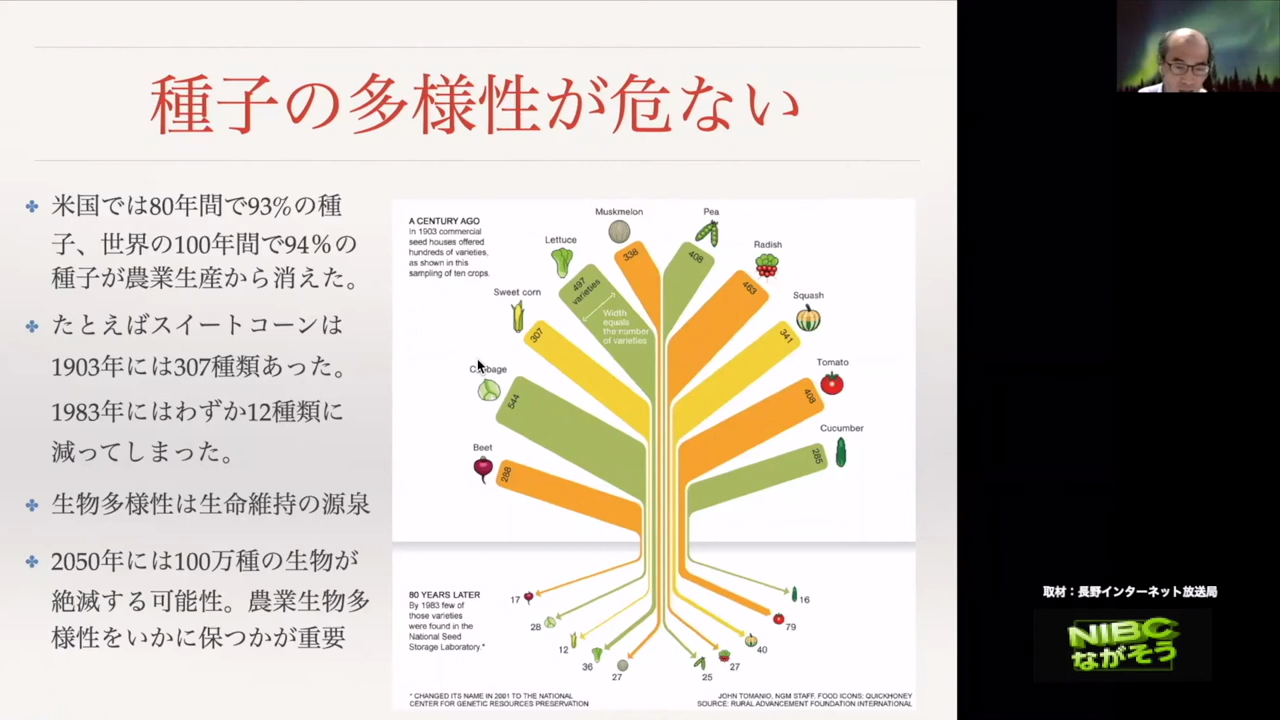 種子の多様性が危ない
米国では80年間で93%の種
子、世界の100年間で94%の
種子が農業生産から消えた。
たとえばスイートコーンは
1903年には307種類あった。
1983年にはわずか12種類に
減ってしまった。
生物多様性は生命維持の源泉
2050年には100万種の生物が
絶滅する可能性。農業生物多
様性をいかに保つかが重要
A CENTURY AGO
In 1903 commercial
seed houses offered
hundreds of varieties,
as shown in this
sampling of ten crops.
Muskmelon
338
Pea
408
Lettuce
497
varieties
Width
equals
the number
of varieties
Radish
463
Sweet corn
307
Squash
341
Cabbage
544
Tomato
408
Beet
288
Cucumber
285
80 YEARS LATER
By 1983 few of
those varieties
were found in the
National Seed
Storage Laboratory.*
17
28
12
36
27
25
27
40
79
16
* CHANGED ITS NAME IN 2001 TO THE NATIONAL
CENTER FOR GENETIC RESOURCES PRESERVATION
JOHN TOMANIO, NGM STAFF. FOOD ICONS: QUICKHONEY
SOURCE: RURAL ADVANCEMENT FOUNDATION INTERNATIONAL
取材:長野インターネット放送局
NIBC
ながそう